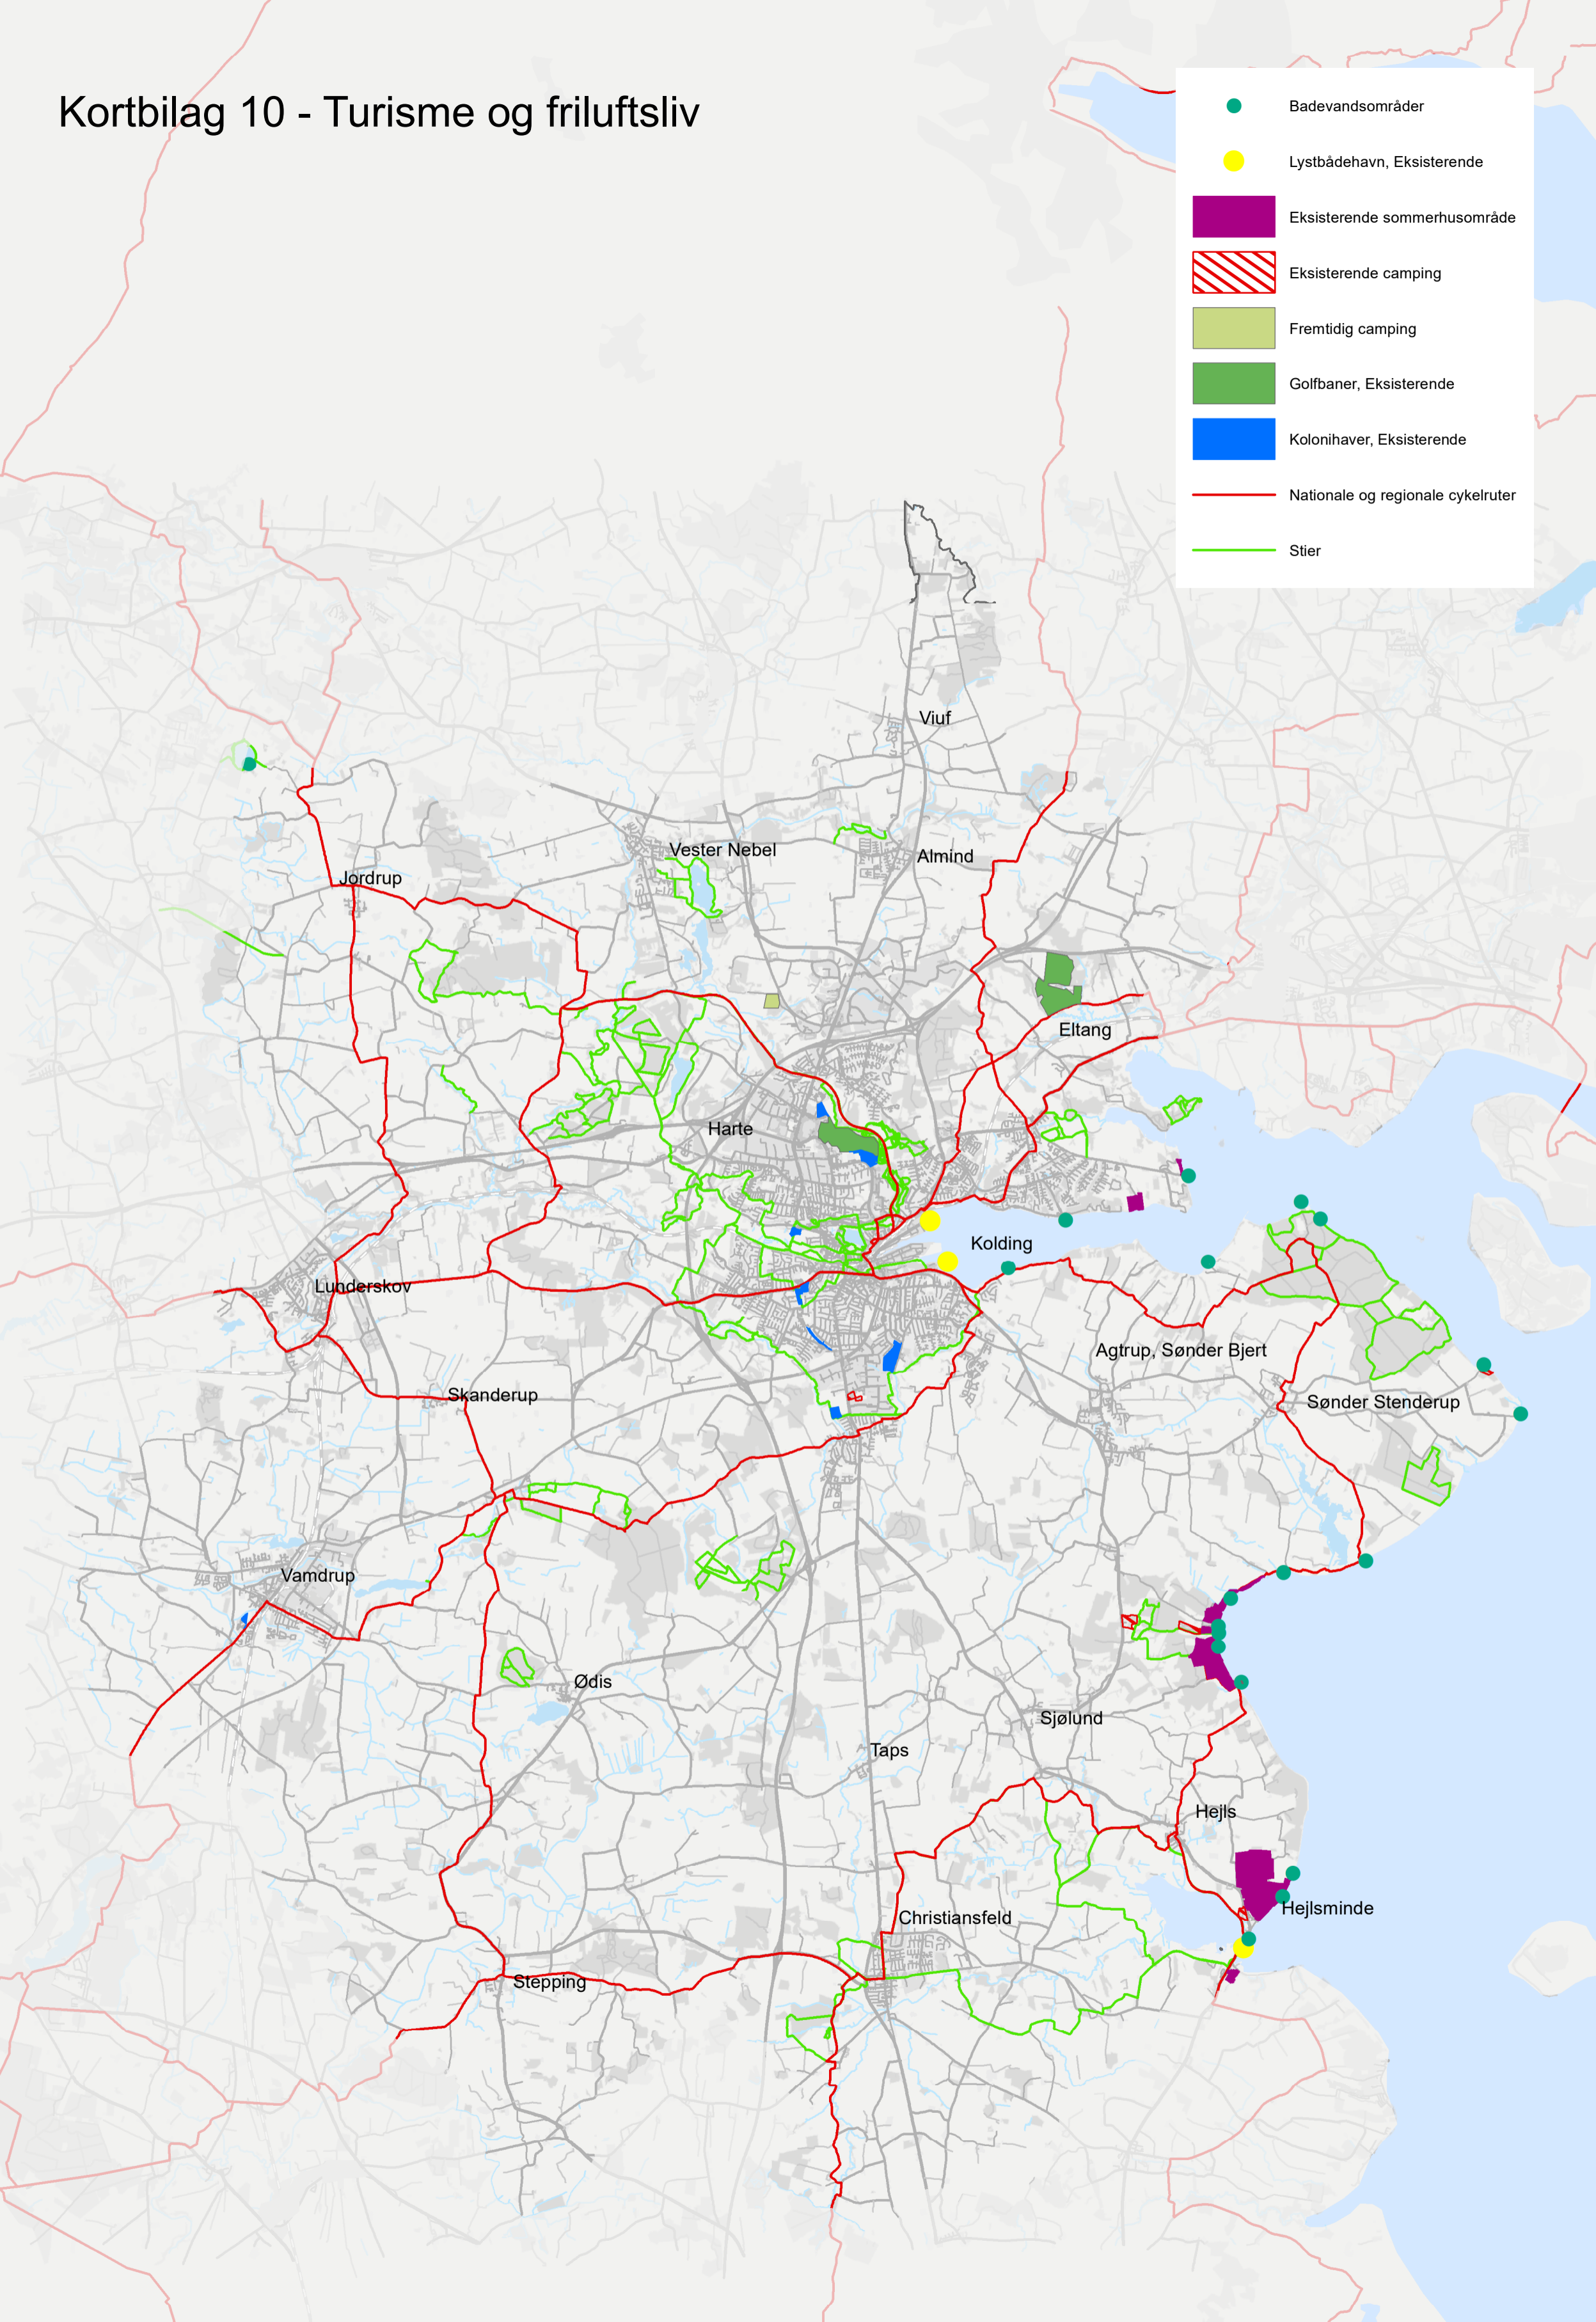 Kortbilag 10 - Turisme og friluftsliv
Badevandsområder
Lystbådehavn, Eksisterende
Eksisterende sommerhusområde
Eksisterende camping
Fremtidig camping
Golfbaner, Eksisterende
Kolonihaver, Eksisterende
Nationale og regionale cykelruter
Stier
Viuf
Vester Nebel
Almind
Jordrup
Eltang
Harte
Kolding
Lunderskov
Agtrup, Sønder Bjert
Skanderup
Sønder Stenderup
Vamdrup
Ødis
Sjølund
Taps
Hejls
Hejlsminde
Christiansfeld
Stepping